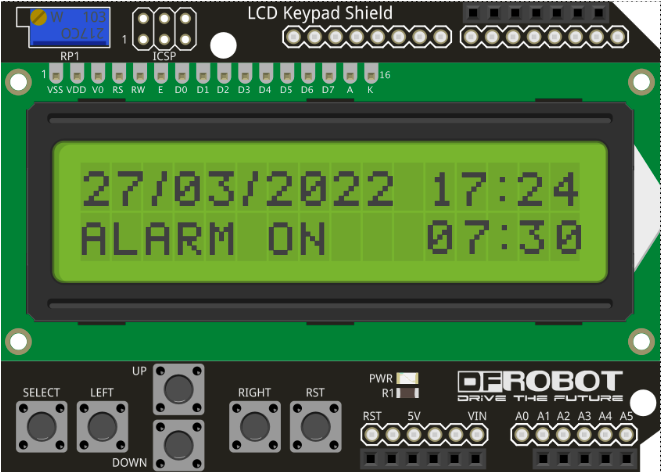 LCD Keypad Shield
W 103
RP1
1
ICSP
1 16
VSS VDD V0 RS RW E D0 D1 D2 D3 D4 D5 D6 D7 A K
27/03/2022 17:24
ALARM ON 07:30
UP
SELECT LEFT RIGHT RST
DOWN
PWR
R1
DFROBOT
DRIVE THE FUTURE
RST 5V VIN A0 A1 A2 A3 A4 A5